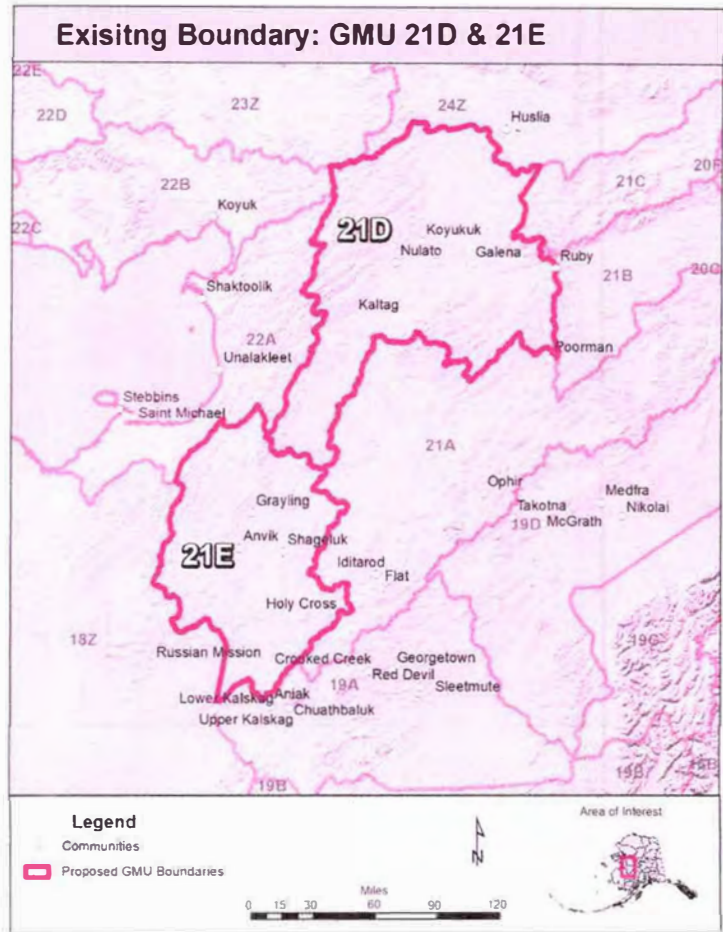 Exisitng Boundary: GMU 21D & 21E
22E
23Z
24Z
Huslia
22D
20F
22B
21C
Koyuk
22C
21D
Koyukuk
Nulato
Galena
Ruby
20C
21B
Shaktoolik
Kaltag
22A
Poorman
Unalakleet
Stebbins
Saint Michael
21A
Ophir
Medfra
Grayling
Takotna
Nikolai
19D
McGrath
Anvik
Shageluk
21E
Iditarod
Flat
Holy Cross
18Z
19C
Russian Mission
Crooked Creek
Georgetown
Red Devil
19A
Sleetmute
Lower Kalskag
Aniak
Chuathbaluk
Upper Kalskag
19B
19B
Legend
Communities
Proposed GMU Boundaries
N
Area of Interest
Miles
0 15 30 60 90 120